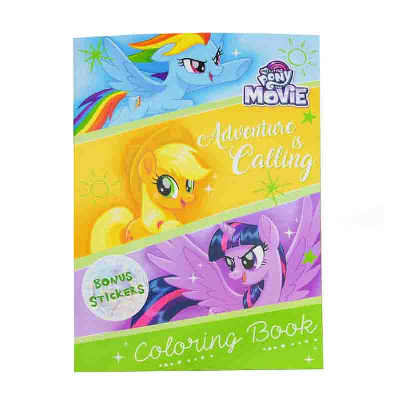 my LITTLE
Pony
THE
MOVIE
Adventure is
Calling
BONUS
STICKERS
Coloring Book